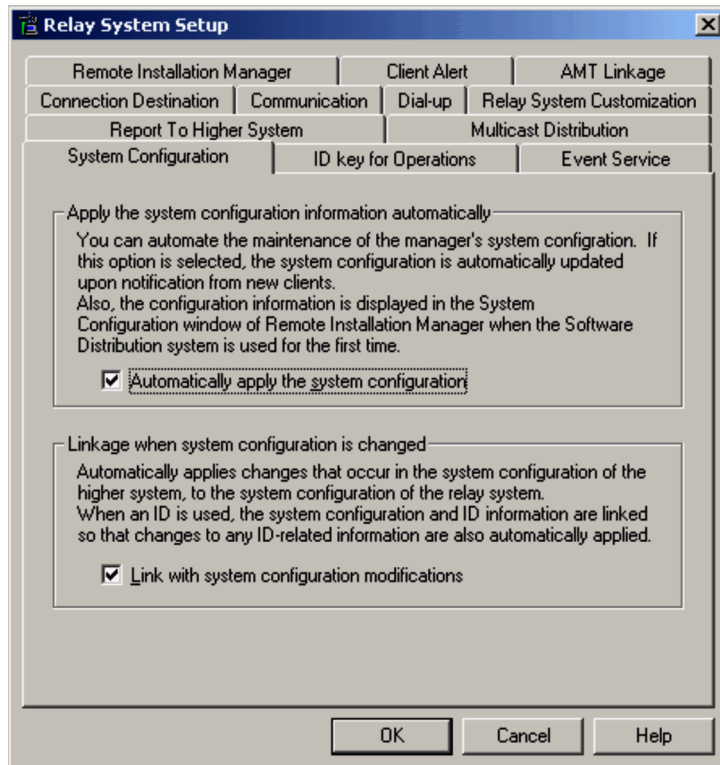 Relay System Setup
Remote Installation Manager Client Alert AMT Linkage
Connection Destination Communication Dial-up Relay System Customization
Report To Higher System Multicast Distribution
System Configuration ID key for Operations Event Service
Apply the system configuration information automatically
You can automate the maintenance of the manager's system configration. If
this option is selected, the system configuration is automatically updated
upon notification from new clients.
Also, the configuration information is displayed in the System
Configuration window of Remote Installation Manager when the Software
Distribution system is used for the first time.
Automatically apply the system configuration
Linkage when system configuration is changed
Automatically applies changes that occur in the system configuration of the
higher system, to the system configuration of the relay system.
When an ID is used, the system configuration and ID information are linked
so that changes to any ID-related information are also automatically applied.
Link with system configuration modifications
OK Cancel Help